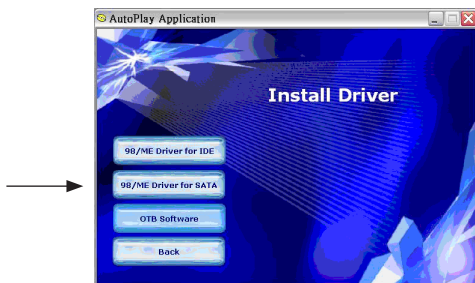 AutoPlay Application
Install Driver
98/ME Driver for IDE
98/ME Driver for SATA
OTB Software
Back